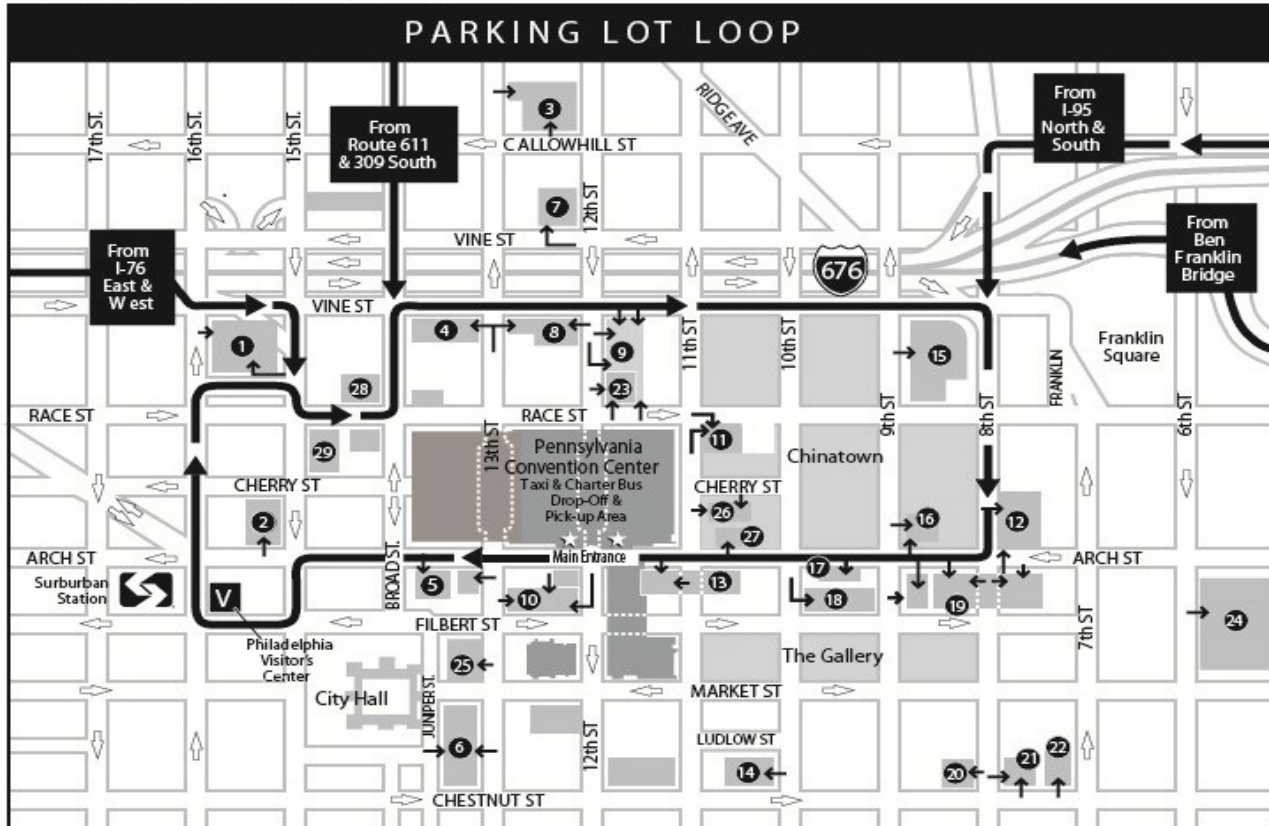 PARKING LOT LOOP
17th ST.
16th ST.
15th ST.
From
Route 611
& 309 South
3
CALLOWHILL ST
RIDGE AVE
From
I-95
North &
South
7
12th ST
VINE ST
From
I-76
East &
West
676
From
Ben
Franklin
Bridge
VINE ST
1
4
8
9
11th ST
10th ST
15
Franklin
Square
28
23
FRANKLIN
RACE ST
RACE ST
9th ST
8th ST
6th ST
29
13th ST
Pennsylvania
Convention Center
Taxi & Charter Bus
Drop-Off &
Pick-up Area
11
Chinatown
CHERRY ST
CHERRY ST
2
26
27
16
12
ARCH ST
Main Entrance
ARCH ST
Surburban
Station
V
BROAD ST.
5
10
13
17
18
19
24
FILBERT ST
7th ST
Philadelphia
Visitor's
Center
25
The Gallery
City Hall
JUNIPER ST.
MARKET ST
6
12th ST
LUDLOW ST
14
20
21
22
CHESTNUT ST